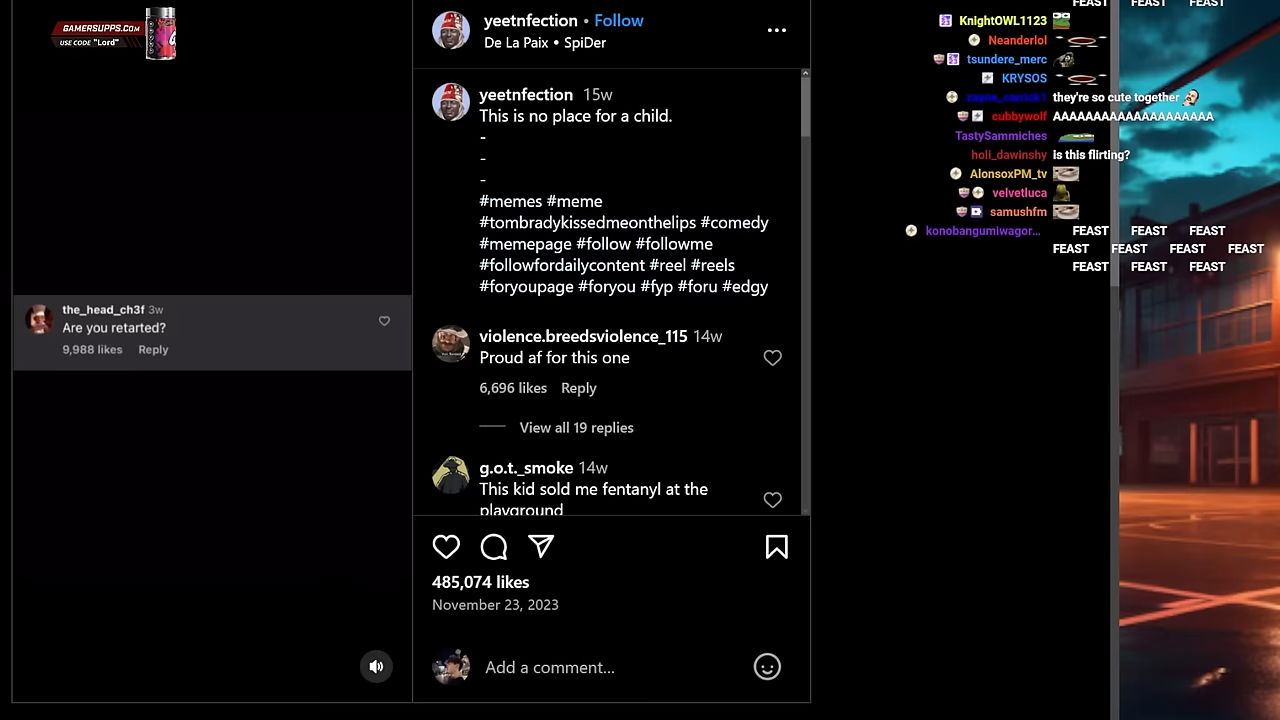 GAMERSUPPS.COM
USE CODE "Lord"
the_head_ch3f 3w
Are you retarted?
9,988 likes Reply
yeetnfection • Follow
De La Paix • SpiDer
yeetnfection 15w
This is no place for a child.
-
-
-
#memes #meme
#tombradykissedmeonthelips #comedy
#memepage #follow #followme
#followfordailycontent #reel #reels
#foryoupage #foryou #fyp #foru #edgy
violence.breedsviolence_115 14w
Proud af for this one
6,696 likes Reply
View all 19 replies
g.o.t._smoke 14w
This kid sold me fentanyl at the
playground
485,074 likes
November 23, 2023
Add a comment...
FEAST FEAST FEAST
KnightOWL1123
Neanderlol
tsundere_merc
KRYSOS
they're so cute together
cubbywolf AAAAAAAAAAAAAAAAAAAA
TastySammiches
holi_dawinshy is this flirting?
AlonsoxPM_tv
velvetluca
samushfm
konobangumiwagor... FEAST FEAST FEAST
FEAST FEAST FEAST FEAST
FEAST FEAST FEAST